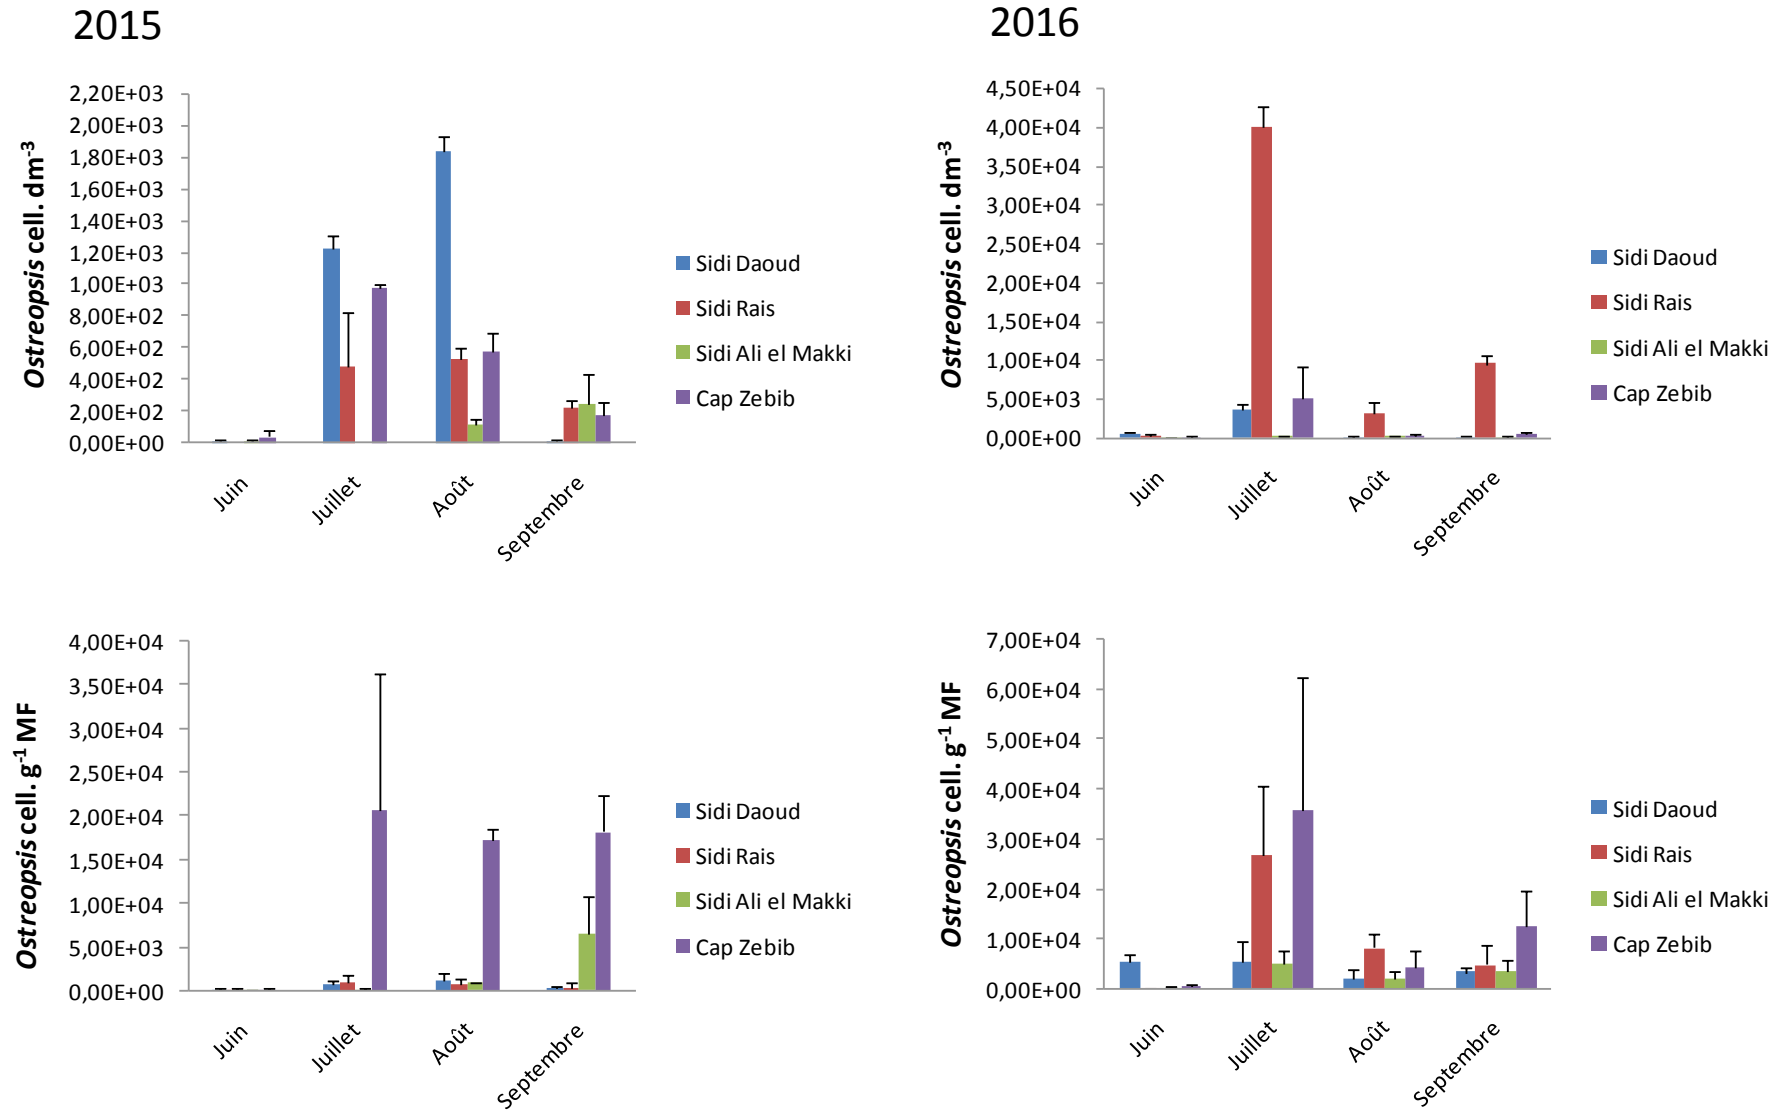 2015
2,20E+03
2,00E+03
1,80E+03
1,60E+03
1,40E+03
1,20E+03
1,00E+03
8,00E+02
6,00E+02
4,00E+02
2,00E+02
0,00E+00
Ostreopsis cell. dm⁻³
Juin
Juillet
Août
Septembre
Sidi Daoud
Sidi Rais
Sidi Ali el Makki
Cap Zebib
2016
4,50E+04
4,00E+04
3,50E+04
3,00E+04
2,50E+04
2,00E+04
1,50E+04
1,00E+04
5,00E+03
0,00E+00
Ostreopsis cell. dm⁻³
Juin
Juillet
Août
Septembre
Sidi Daoud
Sidi Rais
Sidi Ali el Makki
Cap Zebib
4,00E+04
3,50E+04
3,00E+04
2,50E+04
2,00E+04
1,50E+04
1,00E+04
5,00E+03
0,00E+00
Ostreopsis cell. g⁻¹ MF
Juin
Juillet
Août
Septembre
Sidi Daoud
Sidi Rais
Sidi Ali el Makki
Cap Zebib
7,00E+04
6,00E+04
5,00E+04
4,00E+04
3,00E+04
2,00E+04
1,00E+04
0,00E+00
Ostreopsis cell. g⁻¹ MF
Juin
Juillet
Août
Septembre
Sidi Daoud
Sidi Rais
Sidi Ali el Makki
Cap Zebib